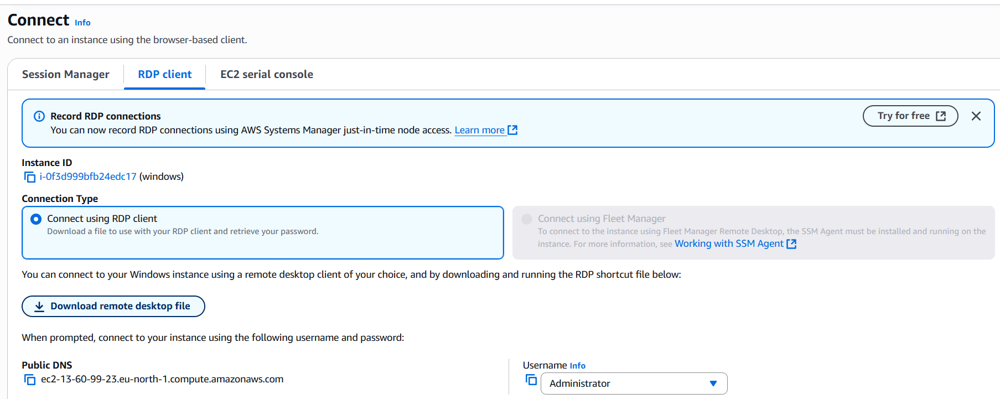 Connect Info
Connect to an instance using the browser-based client.
Session Manager
RDP client
EC2 serial console
Record RDP connections
You can now record RDP connections using AWS Systems Manager just-in-time node access. Learn more
Try for free
Instance ID
i-0f3d999bfb24edc17 (windows)
Connection Type
Connect using RDP client
Download a file to use with your RDP client and retrieve your password.
Connect using Fleet Manager
To connect to the instance using Fleet Manager Remote Desktop, the SSM Agent must be installed and running on the
instance. For more information, see Working with SSM Agent
You can connect to your Windows instance using a remote desktop client of your choice, and by downloading and running the RDP shortcut file below:
Download remote desktop file
When prompted, connect to your instance using the following username and password:
Public DNS
ec2-13-60-99-23.eu-north-1.compute.amazonaws.com
Username Info
Administrator